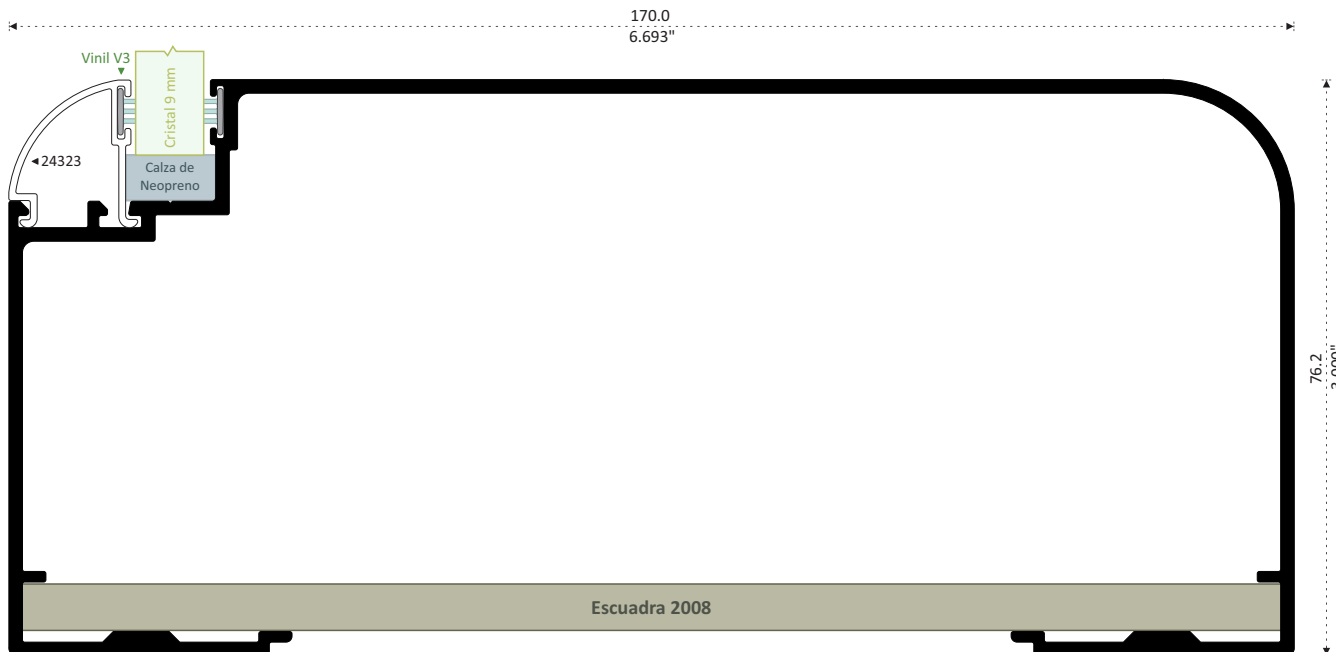 170.0
6.693"
Vinil V3
Cristal 9 mm
24323
Calza de
Neopreno
76.2
Escuadra 2008